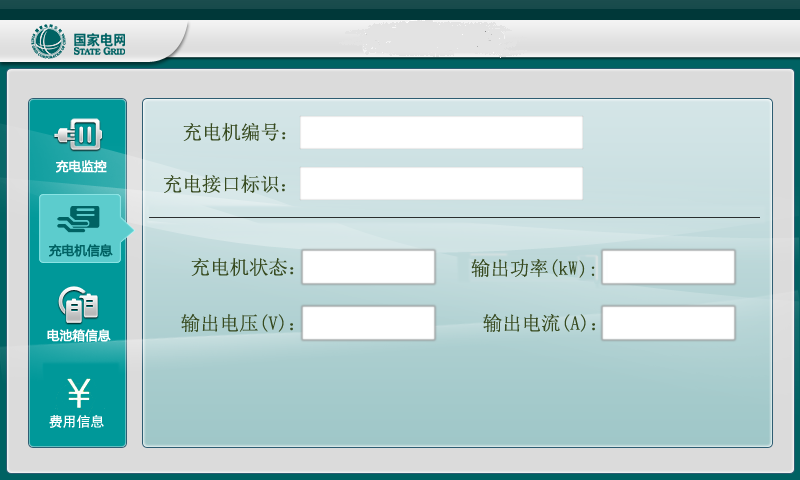 国家电网
STATE GRID
充电监控
充电机信息
电池箱信息
¥
费用信息
充电机编号：
充电接口标识：
充电机状态：
输出功率(kW)：
输出电压(V)：
输出电流(A)：